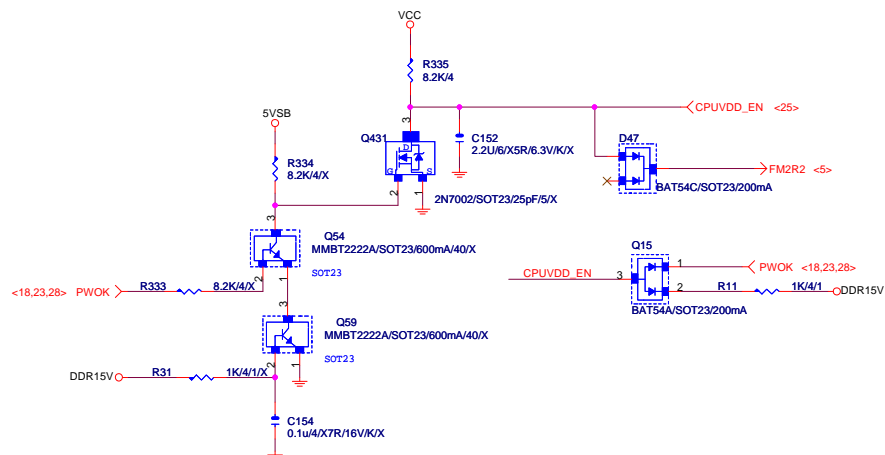 VCC
R335
8.2K/4
CPUVDD_EN <25>
5VSB
3
Q431
C152
2.2U/6/X5R/6.3V/K/X
D47
D
G
S
R334
8.2K/4/X
FM2R2 <5>
2
1
2N7002/SOT23/25pF/5/X
BAT54C/SOT23/200mA
3
Q54
MMBT2222A/SOT23/600mA/40/X
SOT23
2
1
Q15
CPUVDD_EN
3
1
PWOK <18,23,28>
2
R11
1K/4/1
DDR15V
BAT54A/SOT23/200mA
<18,23,28> PWOK
R333
8.2K/4/X
3
Q59
MMBT2222A/SOT23/600mA/40/X
SOT23
2
1
DDR15V
R31
1K/4/1/X
C154
0.1u/4/X7R/16V/K/X